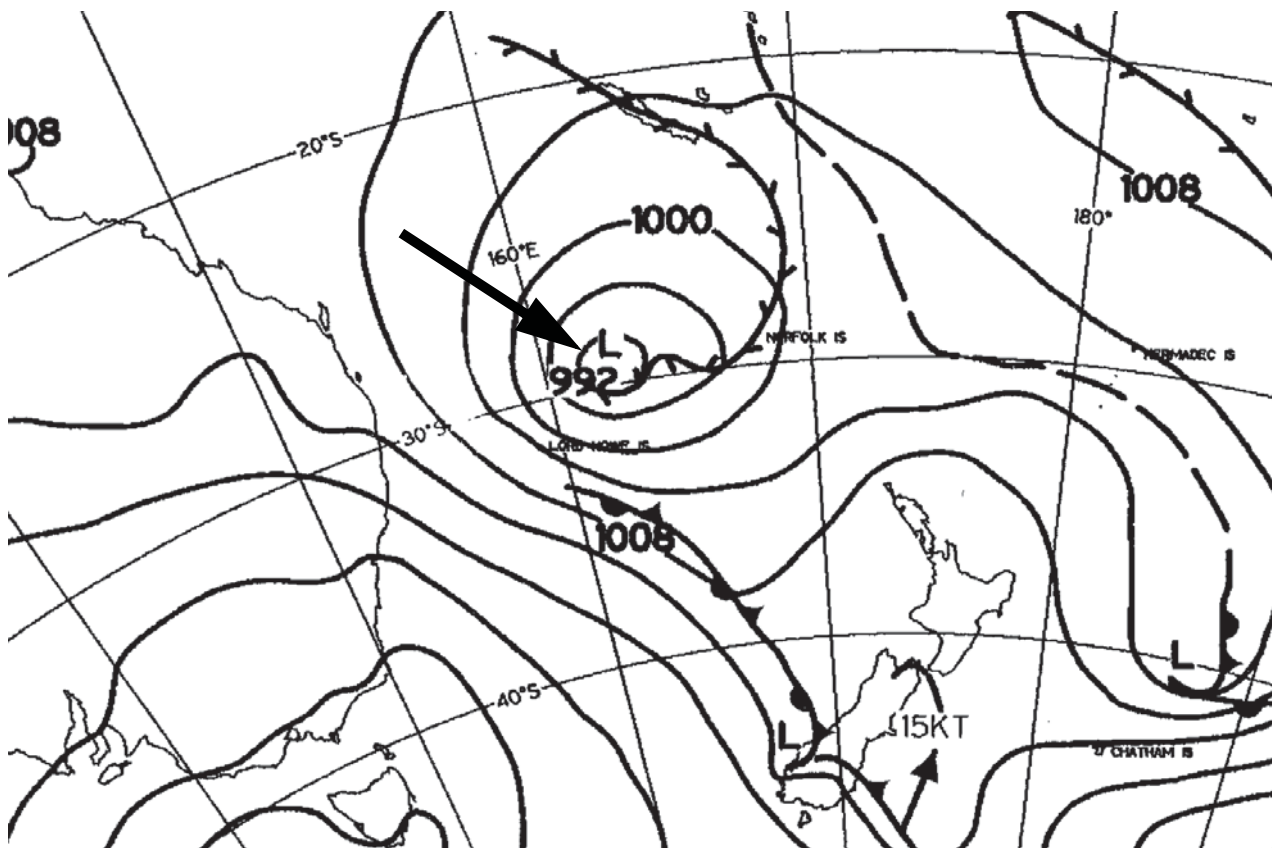 008
20°S
1008
180°
1000
160°E
NORFOLK IS
KERMADEC IS
L
992
30°S
LORD HOWE IS
1008
L
40°S
15KT
L
CHATHAM IS